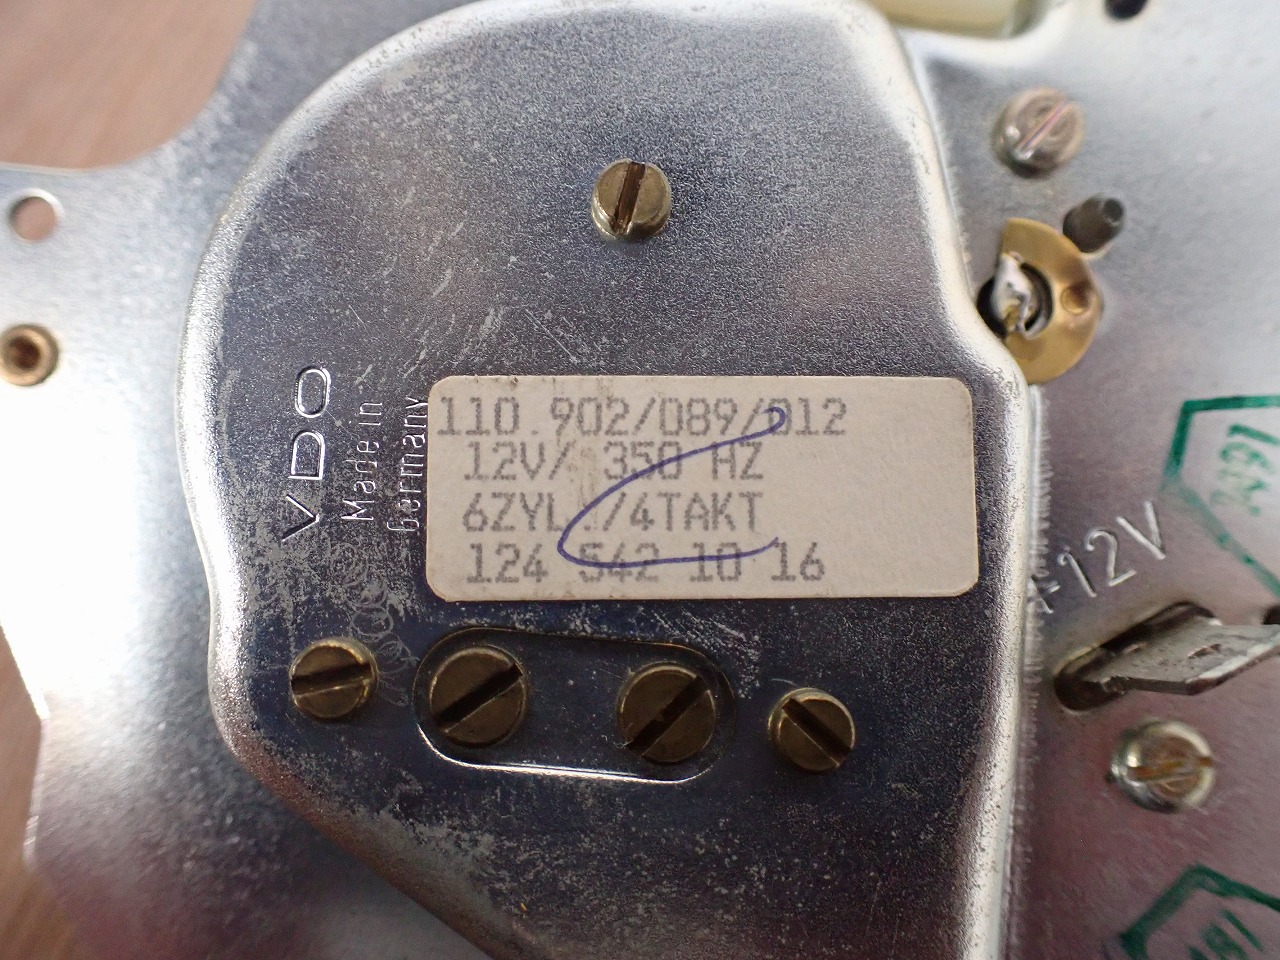 VDO
Made in
Germany
110.902/089/012
12V/ 350 HZ
6ZYL./4TAKT
124 542 10 16
+12V